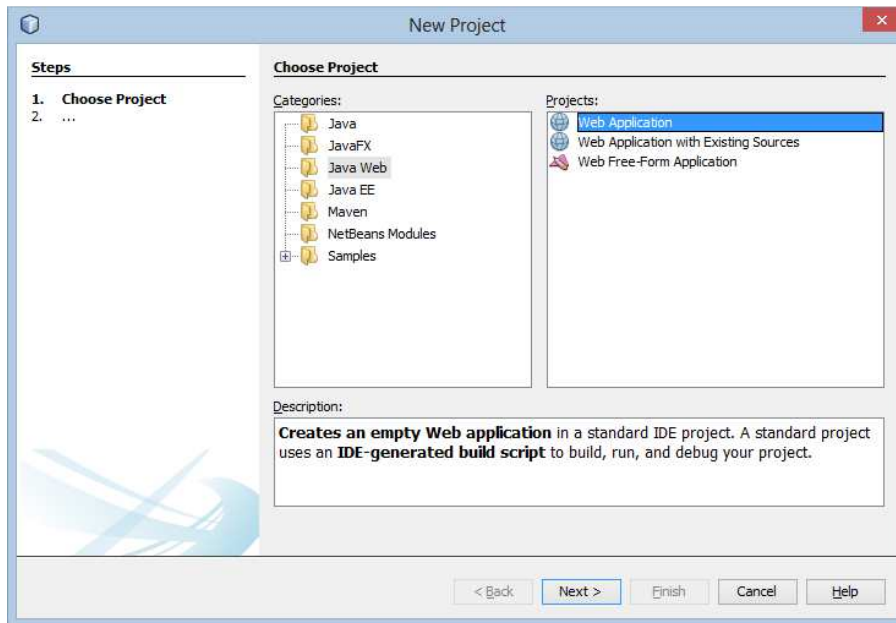 New Project
Steps
1. Choose Project
2. ...
Choose Project
Categories:
Java
JavaFX
Java Web
Java EE
Maven
NetBeans Modules
Samples
Projects:
Web Application
Web Application with Existing Sources
Web Free-Form Application
Description:
Creates an empty Web application in a standard IDE project. A standard project
uses an IDE-generated build script to build, run, and debug your project.
< Back
Next >
Finish
Cancel
Help